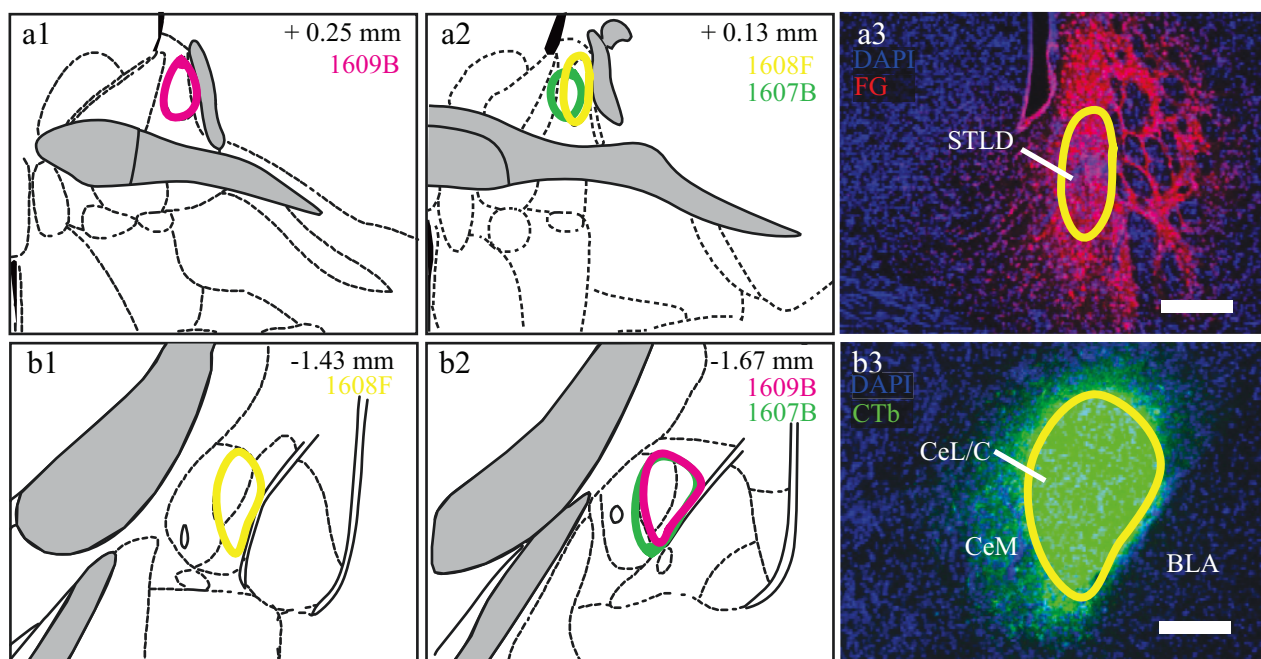 a1
+ 0.25 mm
1609B
a2
+ 0.13 mm
1608F
1607B
a3
DAPI
FG
STLD
b1
-1.43 mm
1608F
b2
-1.67 mm
1609B
1607B
b3
DAPI
CTb
CeL/C
CeM
BLA